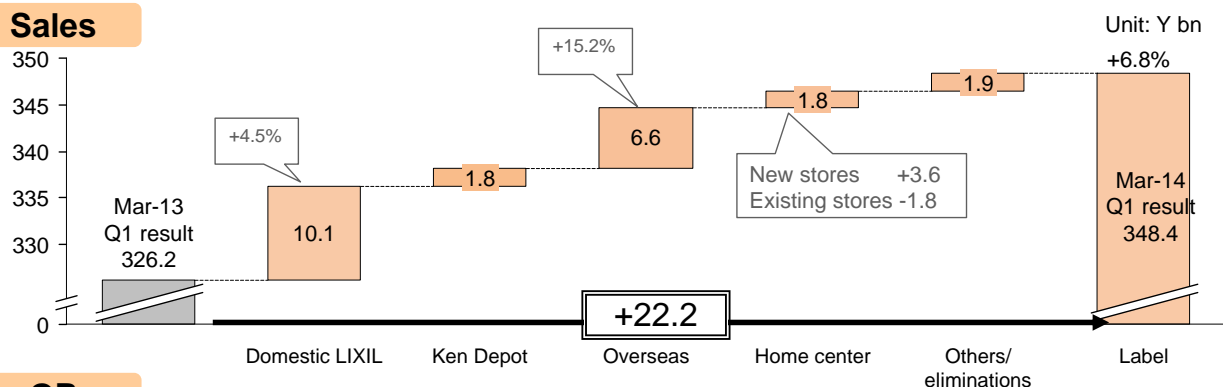 Sales
Unit: Y bn
350
345
340
335
330
0
Mar-13
Q1 result
326.2
+4.5%
10.1
1.8
+15.2%
6.6
1.8
New stores +3.6
Existing stores -1.8
1.9
+6.8%
Mar-14
Q1 result
348.4
+22.2
Domestic LIXIL
Ken Depot
Overseas
Home center
Others/
eliminations
Label